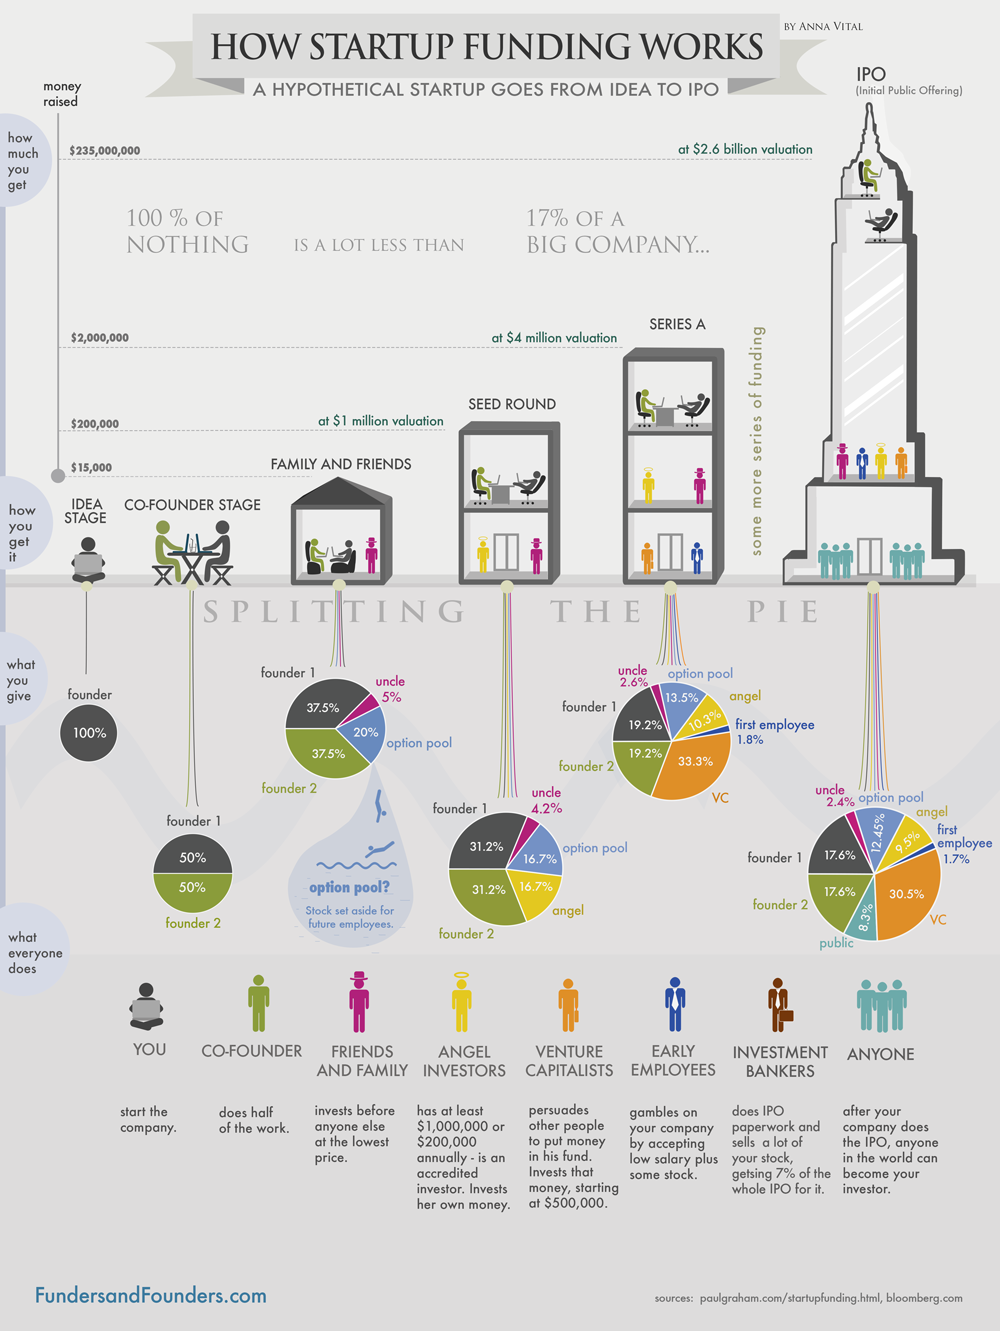 HOW STARTUP FUNDING WORKS
BY ANNA VITAL
A HYPOTHETICAL STARTUP GOES FROM IDEA TO IPO
money
raised
IPO
(Initial Public Offering)
how
much
you
get
$235,000,000
at $2.6 billion valuation
100 % OF
NOTHING
IS A LOT LESS THAN
17% OF A
BIG COMPANY...
SERIES A
$2,000,000
at $4 million valuation
some more series of funding
SEED ROUND
$200,000
at $1 million valuation
FAMILY AND FRIENDS
$15,000
how
you
get
it
IDEA
STAGE
CO-FOUNDER STAGE
SPLITTING THE PIE
what
you
give
founder
100%
founder 1
50%
50%
founder 2
founder 1
uncle
5%
37.5%
20%
option pool
37.5%
founder 2
option pool?
Stock set aside for
future employees.
founder 1
uncle
4.2%
31.2%
16.7%
option pool
31.2%
16.7%
angel
founder 2
uncle
2.6%
option pool
13.5%
angel
founder 1
10.3%
first employee
1.8%
19.2%
19.2%
33.3%
founder 2
VC
uncle
2.4%
option pool
12.45%
angel
9.5%
first
employee
1.7%
founder 1
17.6%
17.6%
30.5%
founder 2
8.3%
VC
public
what
everyone
does
YOU
start the
company.
CO-FOUNDER
does half
of the work.
FRIENDS
AND FAMILY
invests before
anyone else
at the lowest
price.
ANGEL
INVESTORS
has at least
$1,000,000 or
$200,000
annually - is an
accredited
investor. Invests
her own money.
VENTURE
CAPITALISTS
persuades
other people
to put money
in his fund.
Invests that
money, starting
at $500,000.
EARLY
EMPLOYEES
gambles on
your company
by accepting
low salary plus
some stock.
INVESTMENT
BANKERS
does IPO
paperwork and
sells a lot of
your stock,
getsing 7% of the
whole IPO for it.
ANYONE
after your
company does
the IPO, anyone
in the world can
become your
investor.
FundersandFounders.com
sources: paulgraham.com/startupfunding.html, bloomberg.com